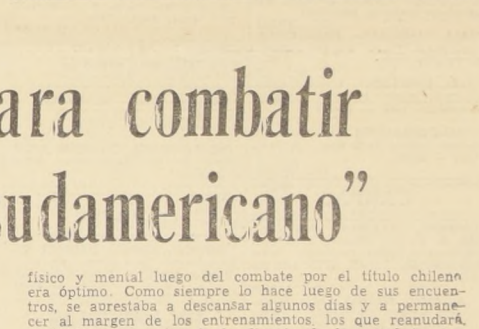 ara combatir
udamericano”
físico y mental luego del combate por el título chileno
era óptimo. Como siempre lo hace luego de sus encuen-
tros, se aprestaba a descansar algunos días y a permane-
cer al margen de los entrenamientos, los que reanudará,